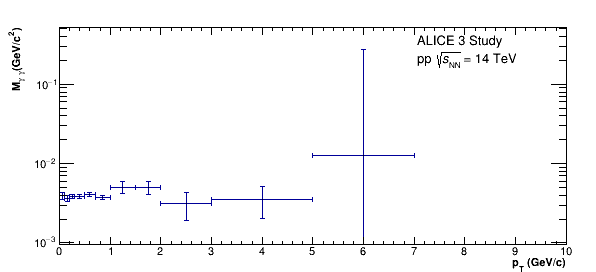 M_γγ (GeV/c²)
ALICE 3 Study
pp √s_NN = 14 TeV
10⁻¹
10⁻²
10⁻³
0 1 2 3 4 5 6 7 8 9 10
p_T (GeV/c)